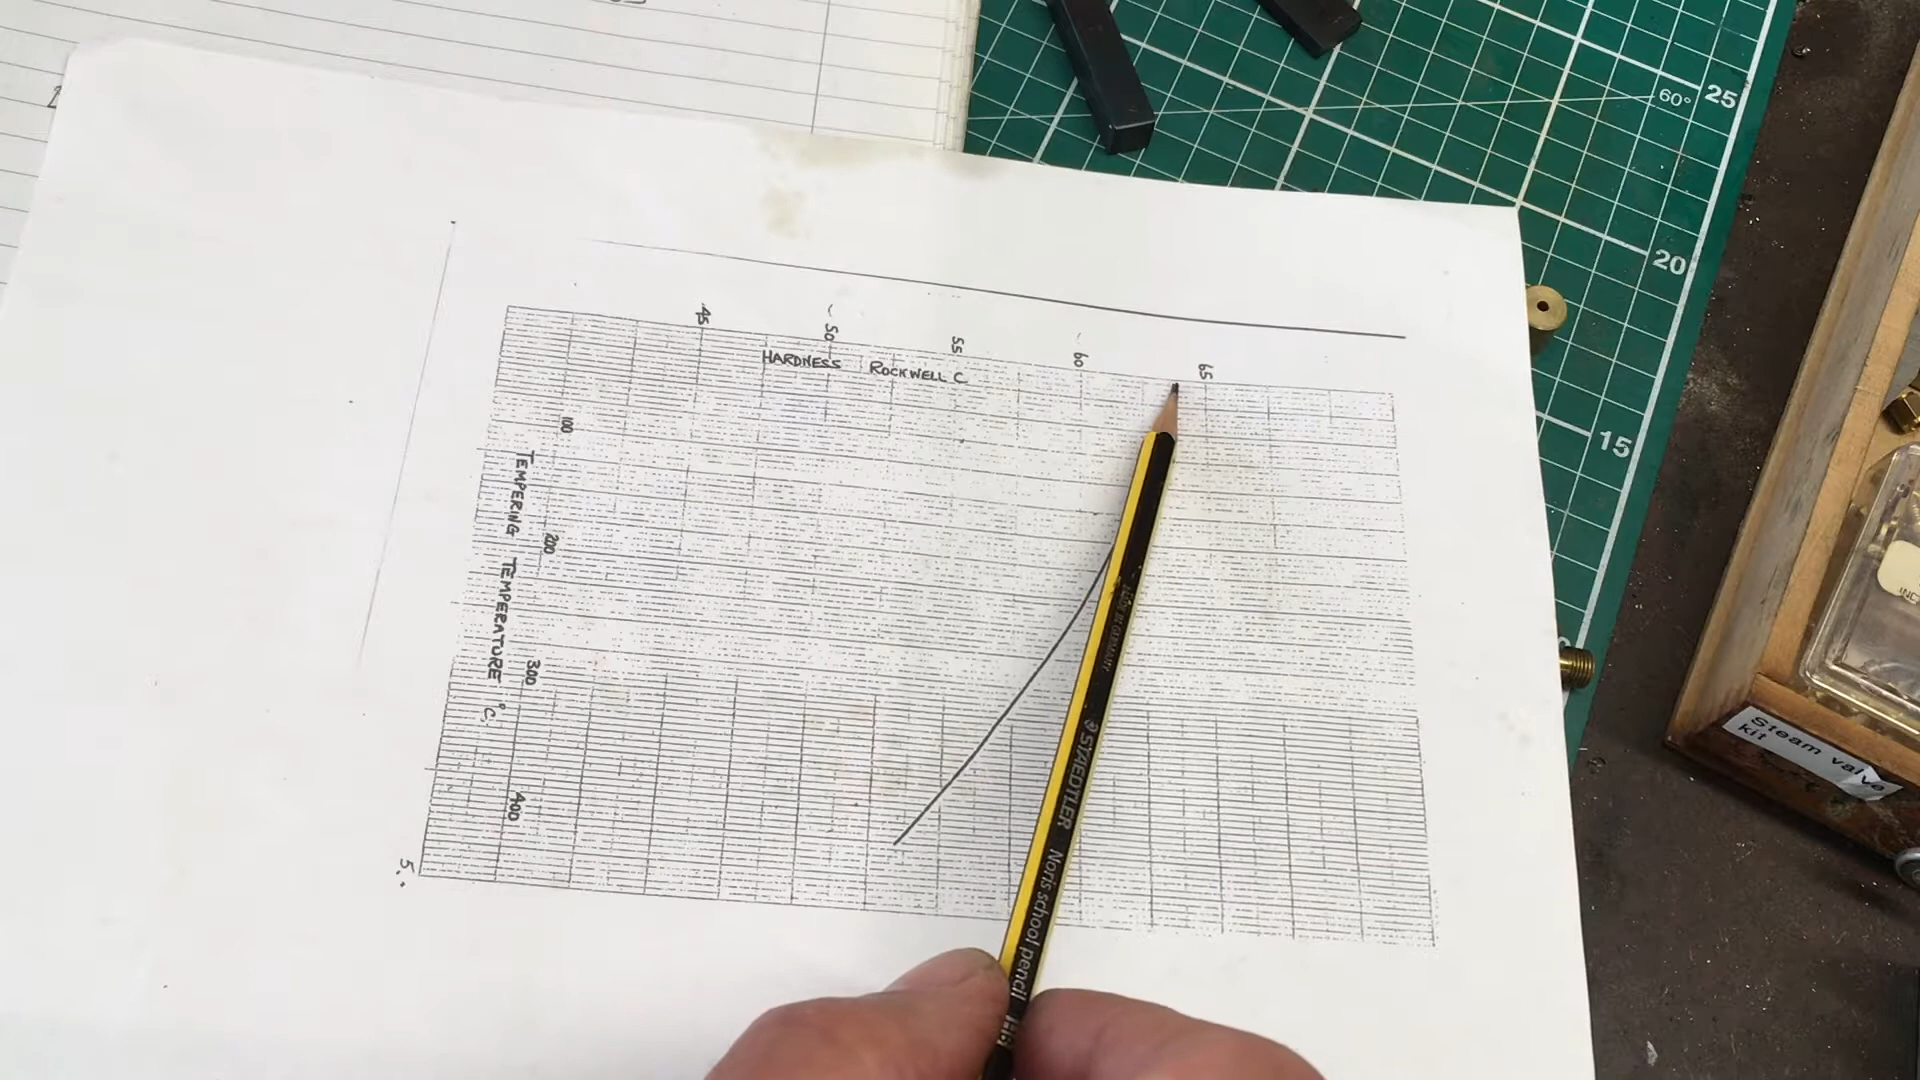 60° 25
20
15
45 50 55 60 65
HARDNESS ROCKWELL C
100
200
300
400
TEMPERING TEMPERATURE °C
STAEDTLER Noris school pencil HB
Steam valve
kit